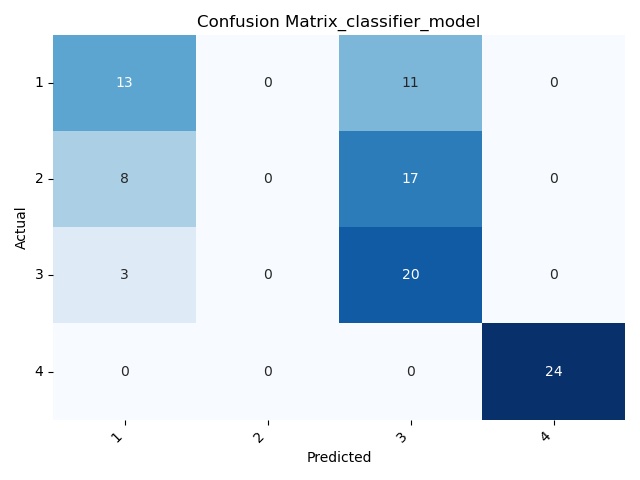 Confusion Matrix_classifier_model
1 13 0 11 0
2 8 0 17 0
Actual
3 3 0 20 0
4 0 0 0 24
1 2 3 4
Predicted